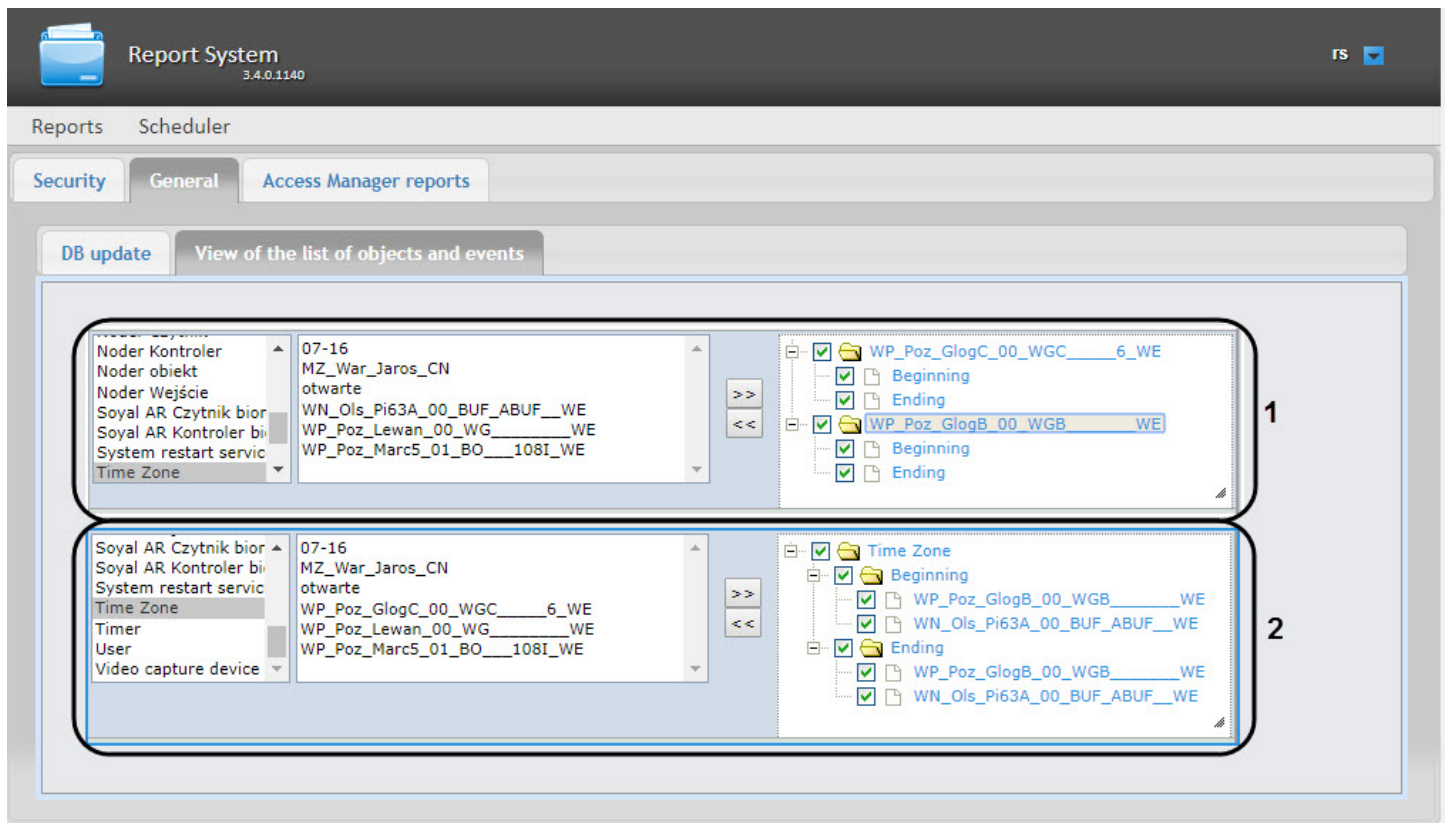 Report System
3.4.0.1140
rs
Reports Scheduler
Security General Access Manager reports
DB update View of the list of objects and events
Noder Kontroler
Noder obiekt
Noder Wejście
Soyal AR Czytnik bior
Soyal AR Kontroler bi
System restart servic
Time Zone
07-16
MZ_War_Jaros_CN
otwarte
WN_Ols_Pi63A_00_BUF_ABUF__WE
WP_Poz_Lewan_00_WG________WE
WP_Poz_Marc5_01_BO___108I_WE
>>
<<
WP_Poz_GlogC_00_WGC_____6_WE
Beginning
Ending
WP_Poz_GlogB_00_WGB_______WE
Beginning
Ending
1
Soyal AR Czytnik bior
Soyal AR Kontroler bi
System restart servic
Time Zone
Timer
User
Video capture device
07-16
MZ_War_Jaros_CN
otwarte
WP_Poz_GlogC_00_WGC_____6_WE
WP_Poz_Lewan_00_WG________WE
WP_Poz_Marc5_01_BO___108I_WE
>>
<<
Time Zone
Beginning
WP_Poz_GlogB_00_WGB_______WE
WN_Ols_Pi63A_00_BUF_ABUF__WE
Ending
WP_Poz_GlogB_00_WGB_______WE
WN_Ols_Pi63A_00_BUF_ABUF__WE
2